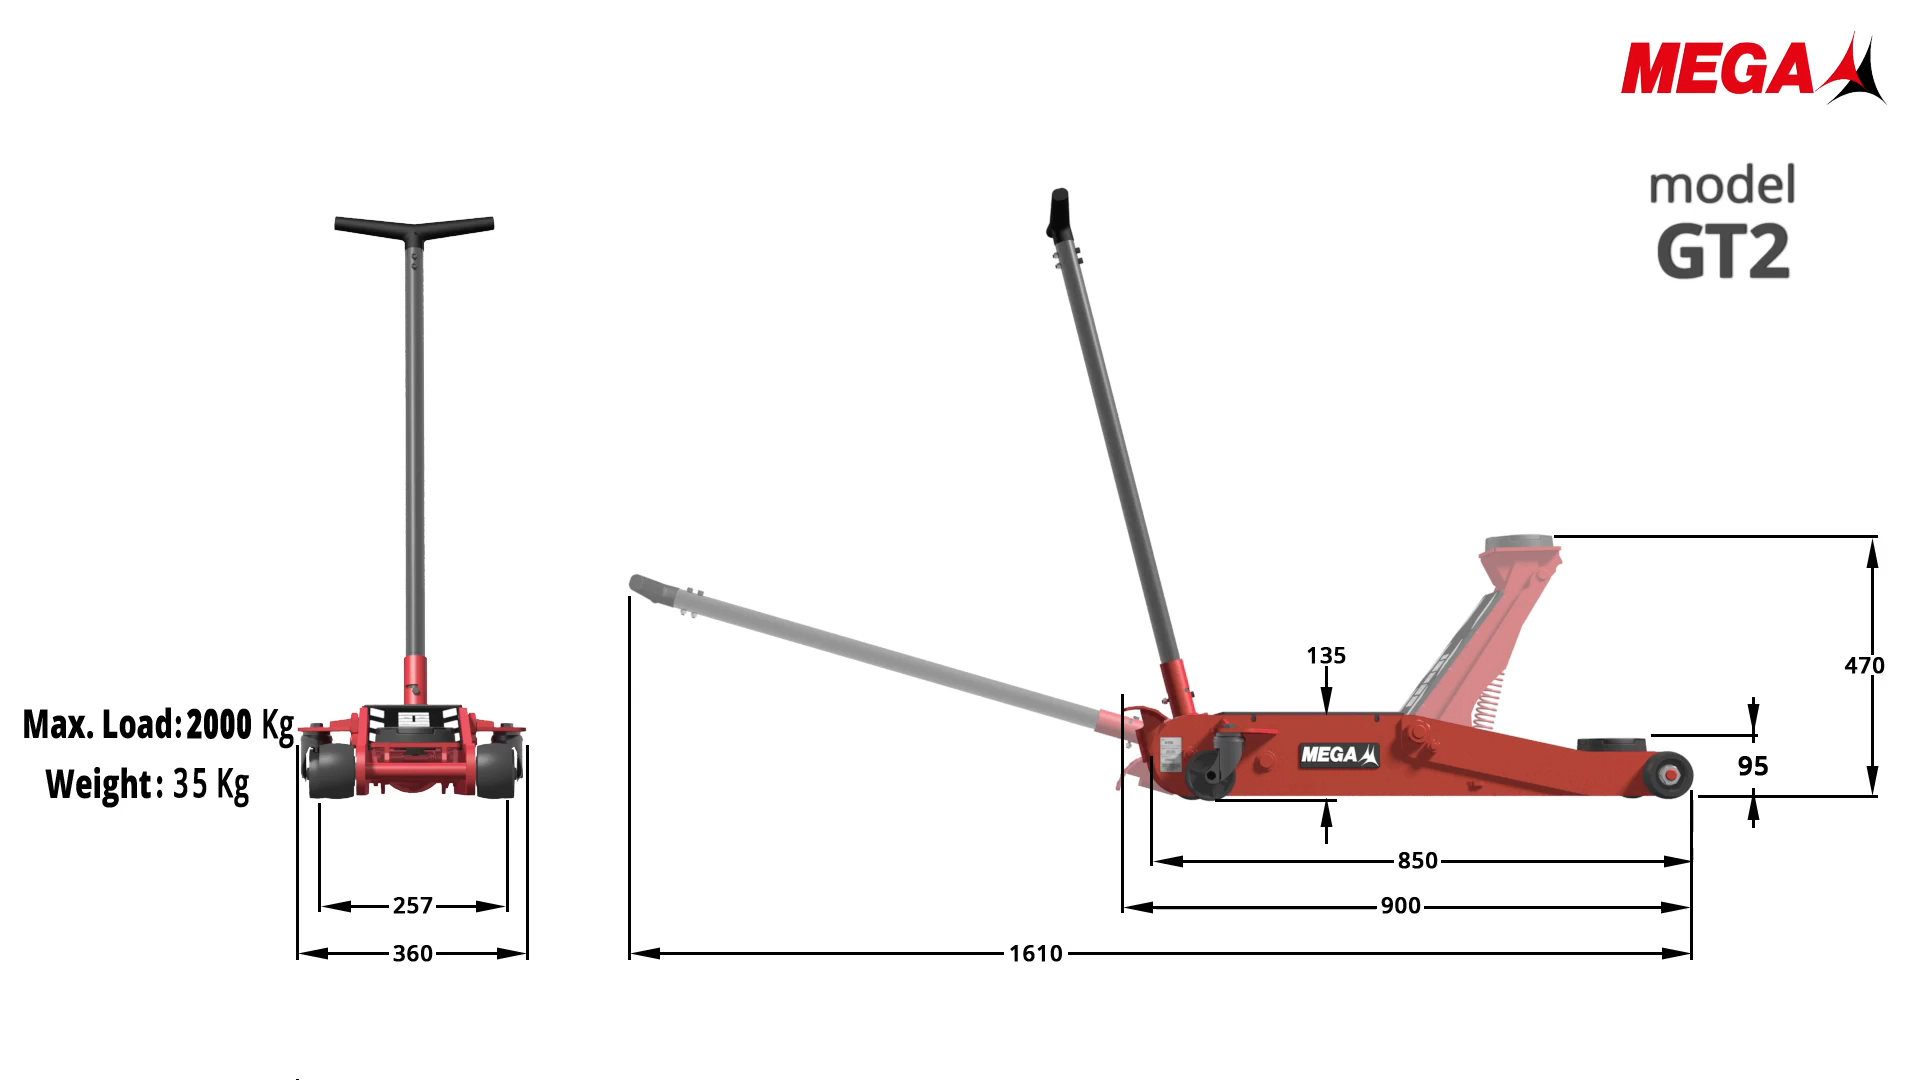 MEGA
model
GT2
Max. Load: 2000 Kg
Weight: 35 Kg
257
360
135
MEGA
470
95
850
900
1610